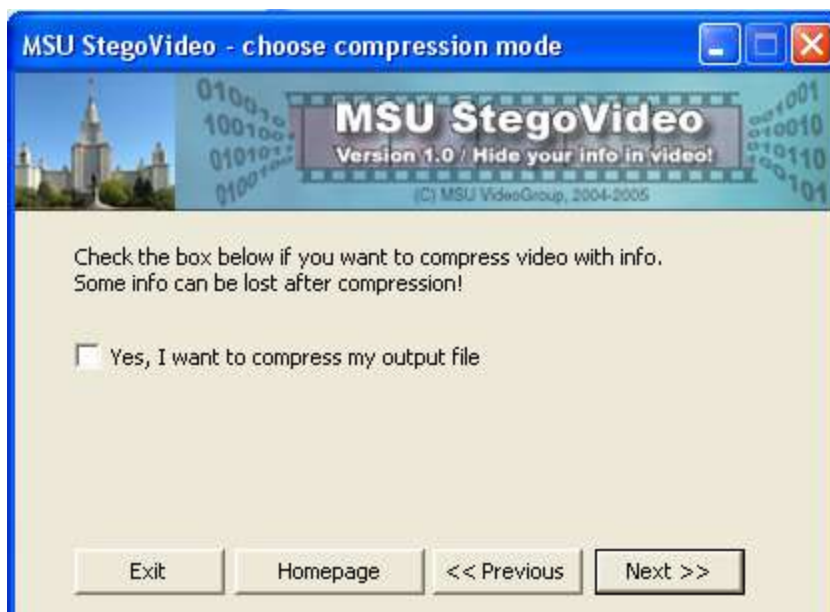 MSU StegoVideo - choose compression mode
MSU StegoVideo
Version 1.0 / Hide your info in video!
(C) MSU VideoGroup, 2004-2005
Check the box below if you want to compress video with info.
Some info can be lost after compression!
Yes, I want to compress my output file
Exit Homepage << Previous Next >>